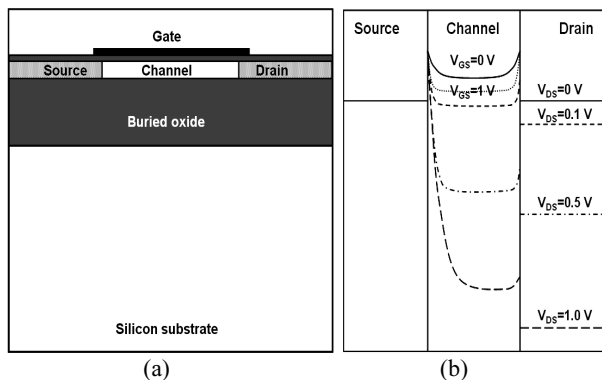 Gate
Source Channel Drain
Buried oxide
Silicon substrate
(a)
Source Channel Drain
V_GS=0 V
V_GS=1 V
V_DS=0 V
V_DS=0.1 V
V_DS=0.5 V
V_DS=1.0 V
(b)